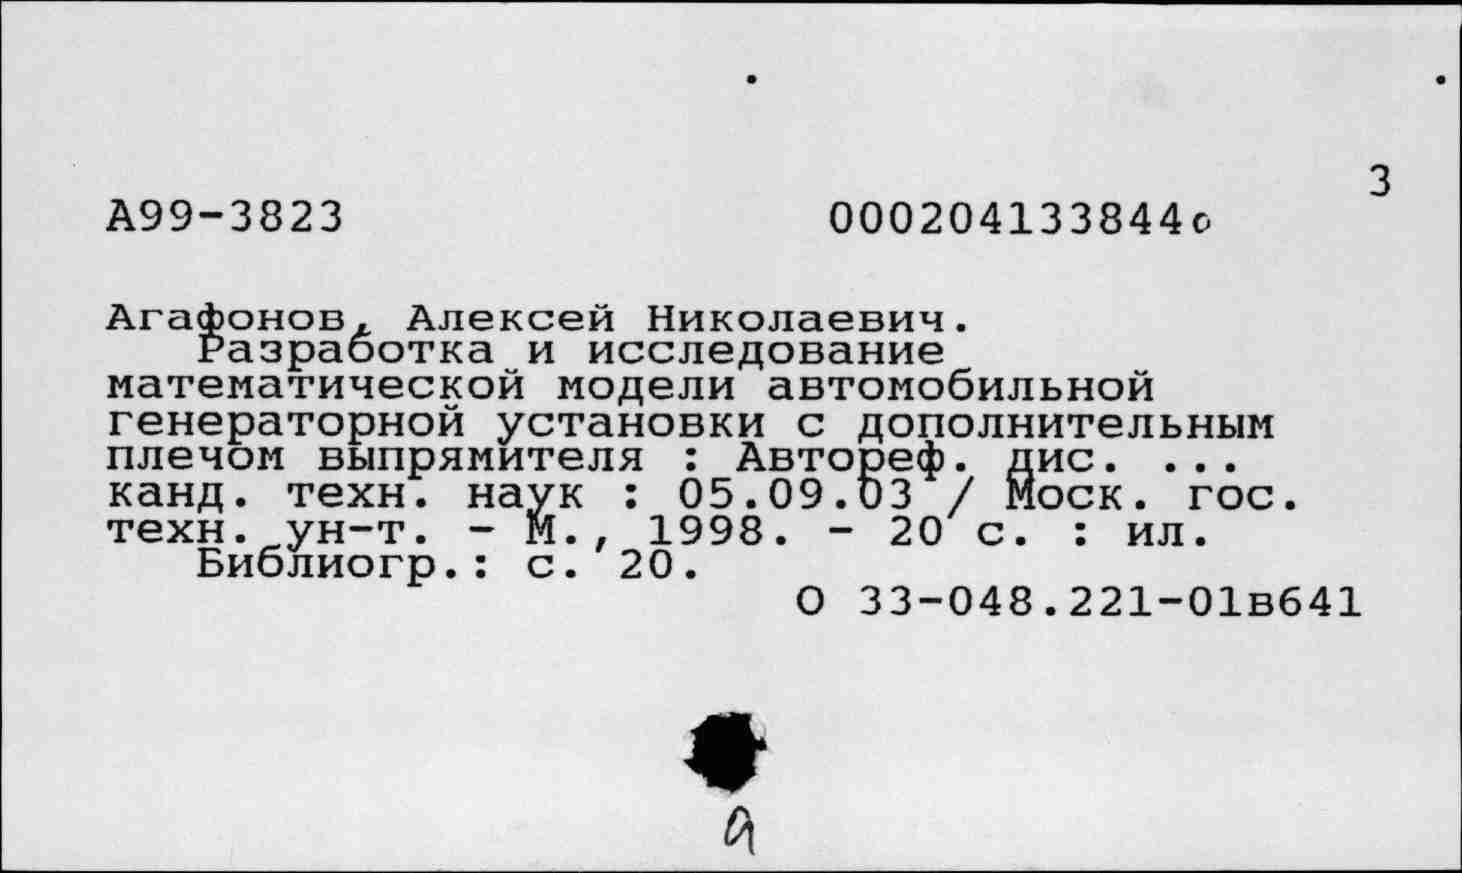 3
А99-3823 000204133844о
Агафонов, Алексей Николаевич.
Разработка и исследование
математической модели автомобильной
генераторной установки с дополнительным
плечом выпрямителя : Автореф. дис. ...
канд. техн. наук : 05.09.03 / Моск. гос.
техн. ун-т. - М., 1998. - 20 с. : ил.
Библиогр.: с. 20.
О 33-048.221-01в641